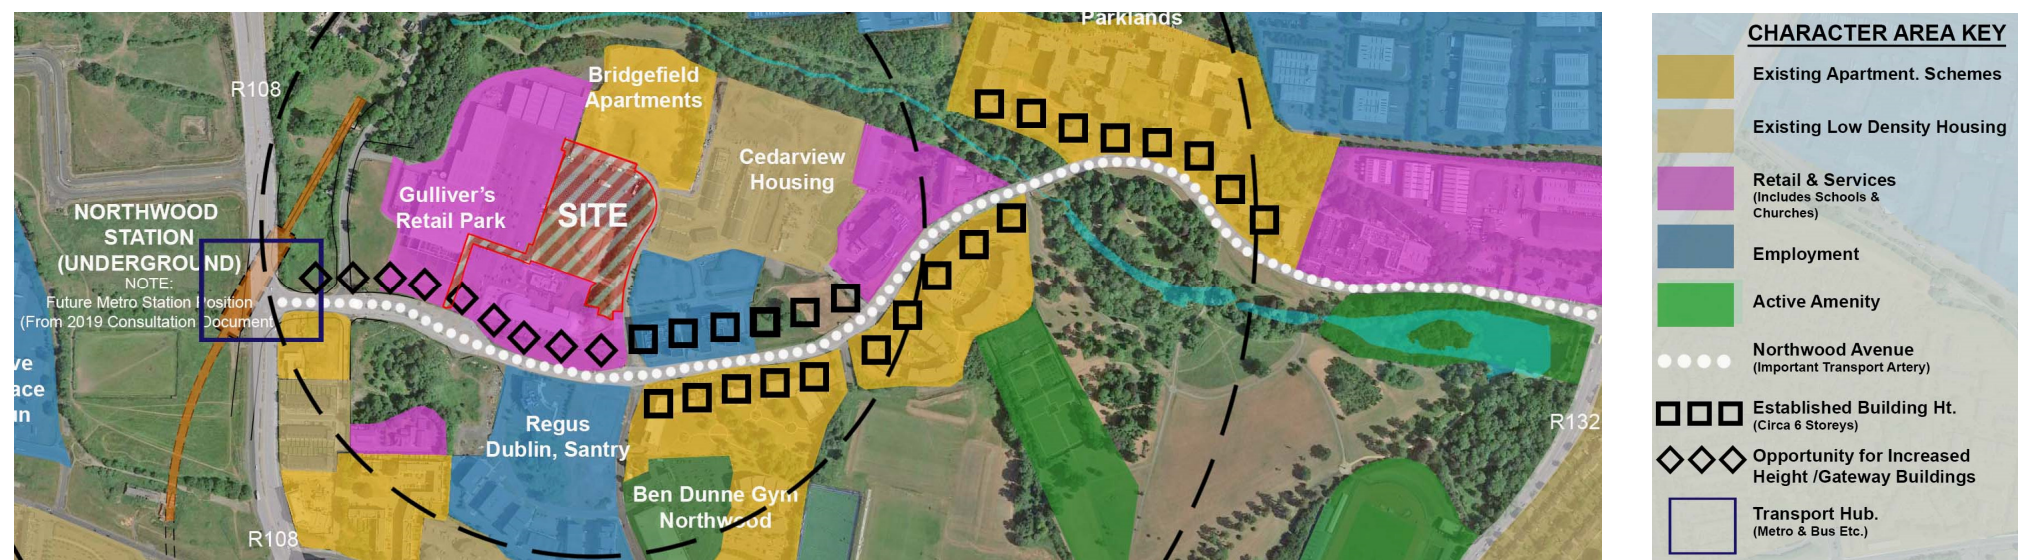 Parklands
R108
Bridgefield
Apartments
Cedarview
Housing
Gulliver's
Retail Park
SITE
NORTHWOOD
STATION
(UNDERGROUND)
NOTE:
Future Metro Station Position
(From 2019 Consultation Document
ve
ace
un
Regus
Dublin, Santry
R132
Ben Dunne Gym
Northwood
R108
CHARACTER AREA KEY
Existing Apartment. Schemes
Existing Low Density Housing
Retail & Services
(Includes Schools &
Churches)
Employment
Active Amenity
Northwood Avenue
(Important Transport Artery)
Established Building Ht.
(Circa 6 Storeys)
Opportunity for Increased
Height /Gateway Buildings
Transport Hub.
(Metro & Bus Etc.)